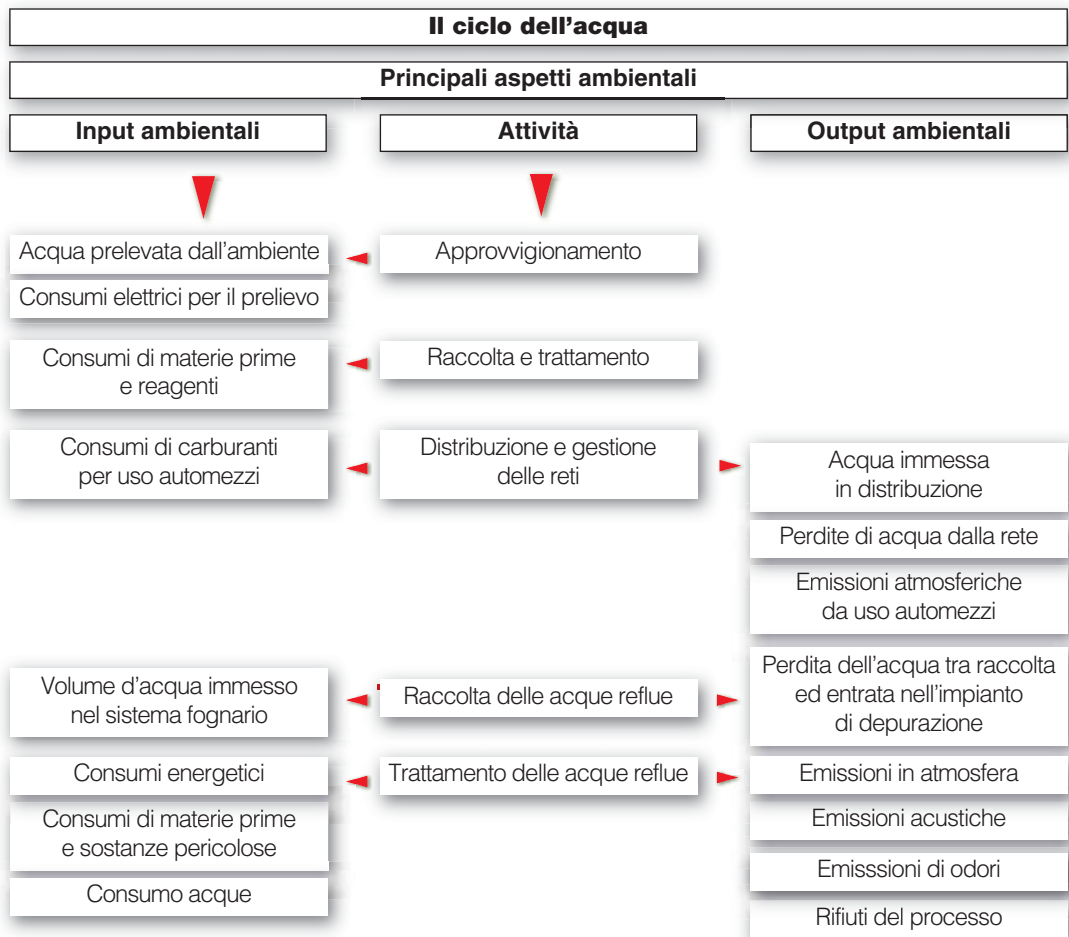 Il ciclo dell'acqua
Principali aspetti ambientali
Input ambientali
Attività
Output ambientali
Acqua prelevata dall'ambiente
Approvvigionamento
Consumi elettrici per il prelievo
Consumi di materie prime
e reagenti
Raccolta e trattamento
Consumi di carburanti
per uso automezzi
Distribuzione e gestione
delle reti
Acqua immessa
in distribuzione
Perdite di acqua dalla rete
Emissioni atmosferiche
da uso automezzi
Volume d'acqua immesso
nel sistema fognario
Raccolta delle acque reflue
Perdita dell'acqua tra raccolta
ed entrata nell'impianto
di depurazione
Consumi energetici
Trattamento delle acque reflue
Emissioni in atmosfera
Consumi di materie prime
e sostanze pericolose
Emissioni acustiche
Emisssioni di odori
Consumo acque
Rifiuti del processo